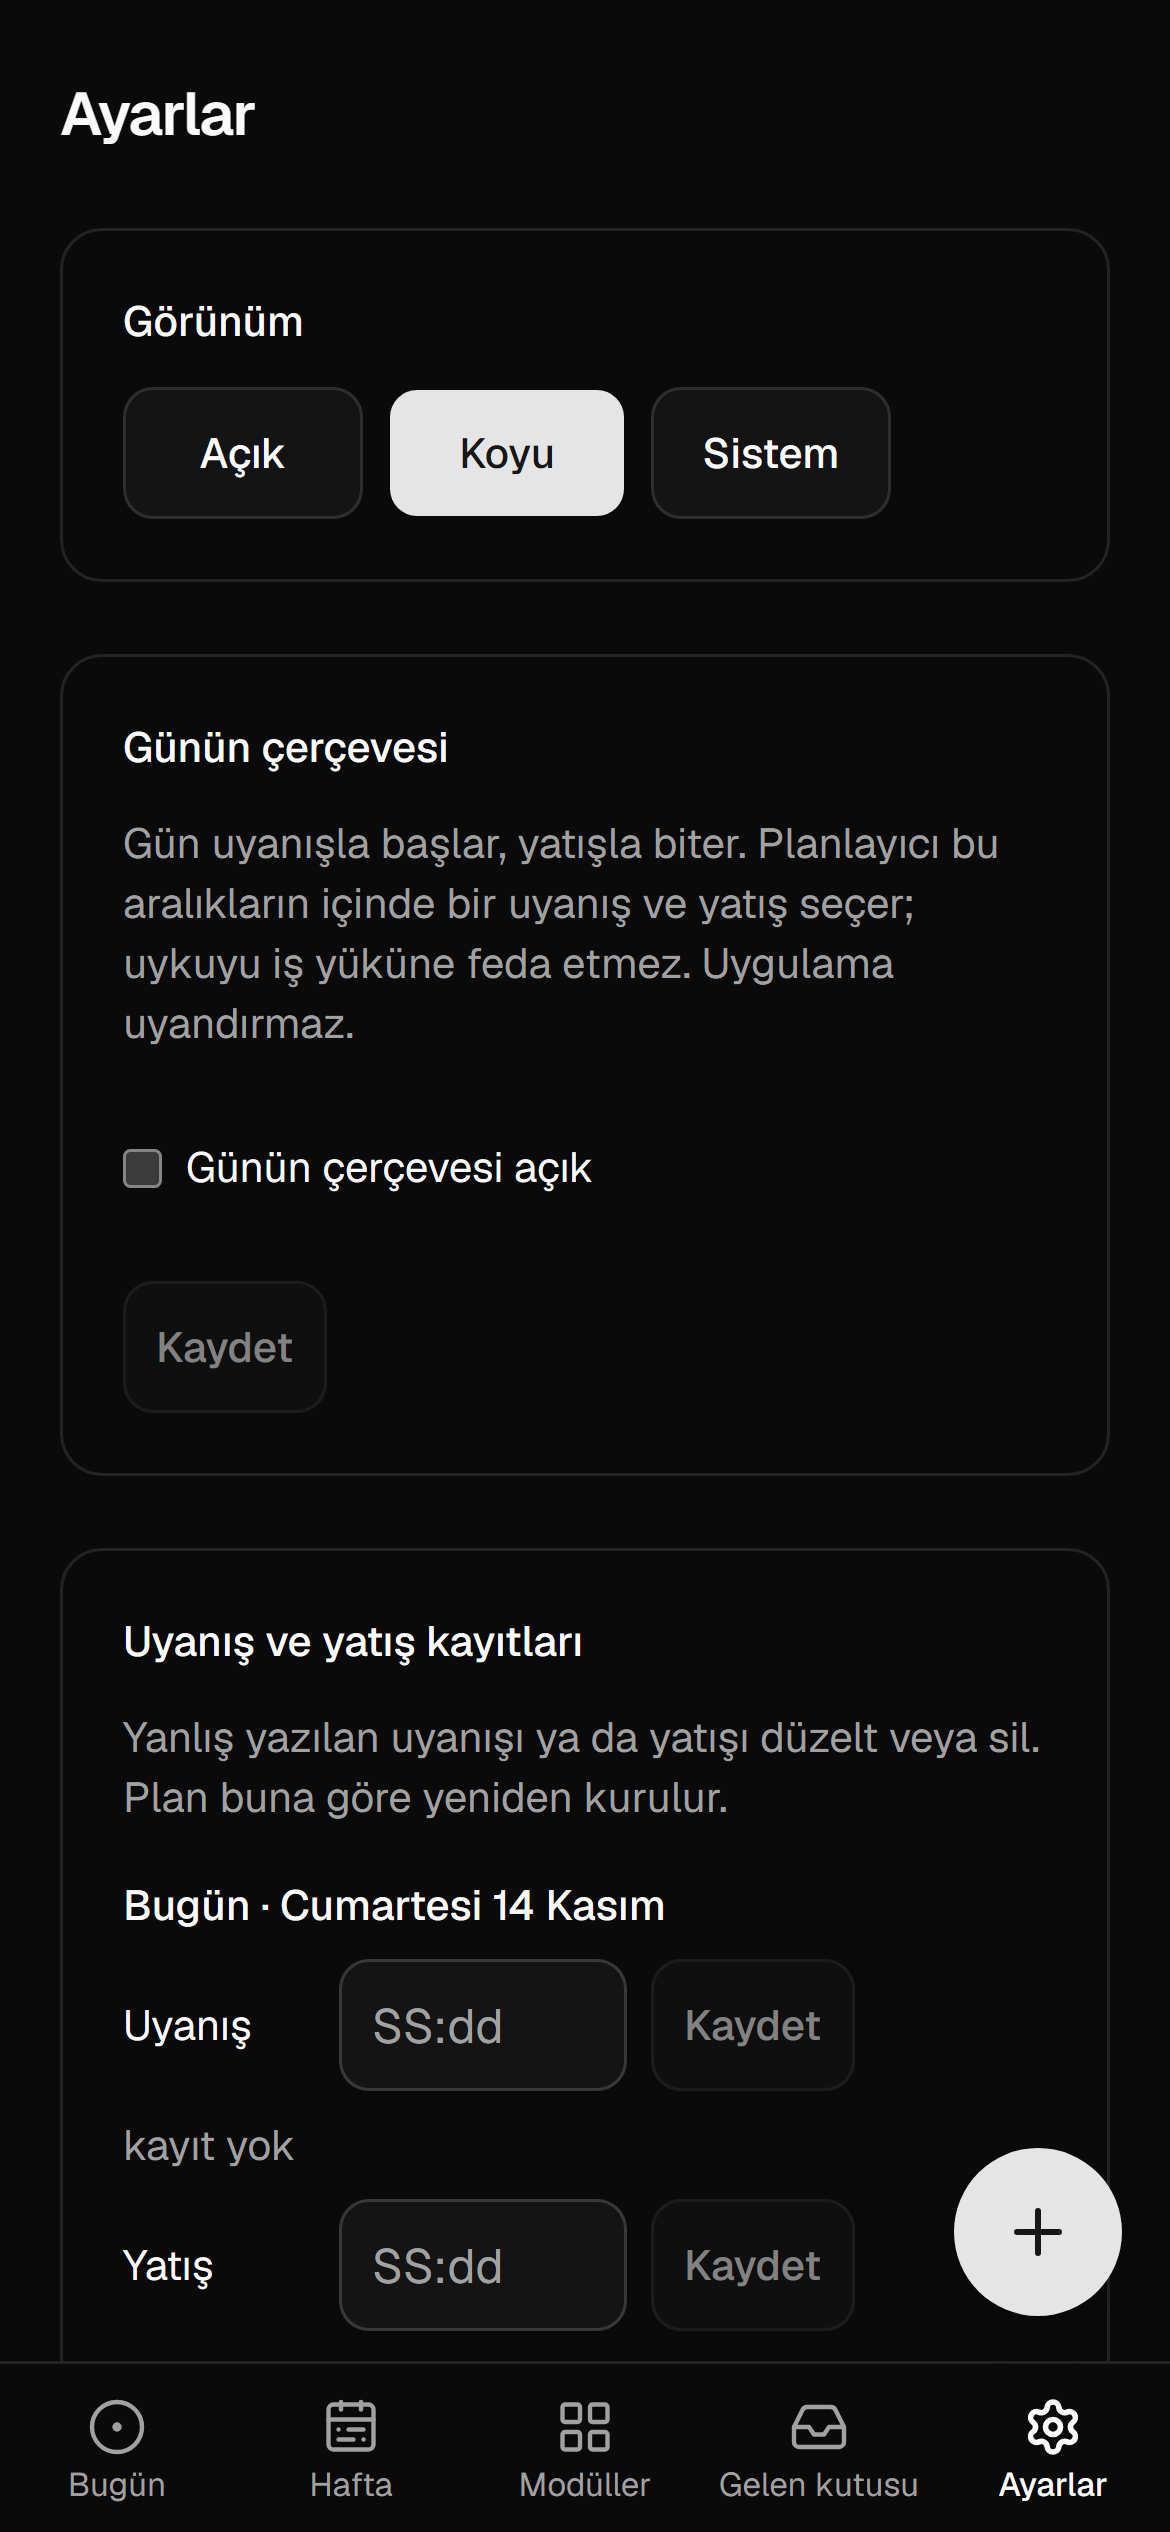 Ayarlar
Görünüm
Açık
Koyu
Sistem
Günün çerçevesi
Gün uyanışla başlar, yatışla biter. Planlayıcı bu
aralıkların içinde bir uyanış ve yatış seçer;
uykuyu iş yüküne feda etmez. Uygulama
uyandırmaz.
Günün çerçevesi açık
Kaydet
Uyanış ve yatış kayıtları
Yanlış yazılan uyanışı ya da yatışı düzelt veya sil.
Plan buna göre yeniden kurulur.
Bugün · Cumartesi 14 Kasım
Uyanış
SS:dd
Kaydet
kayıt yok
Yatış
SS:dd
Kaydet
Bugün
Hafta
Modüller
Gelen kutusu
Ayarlar